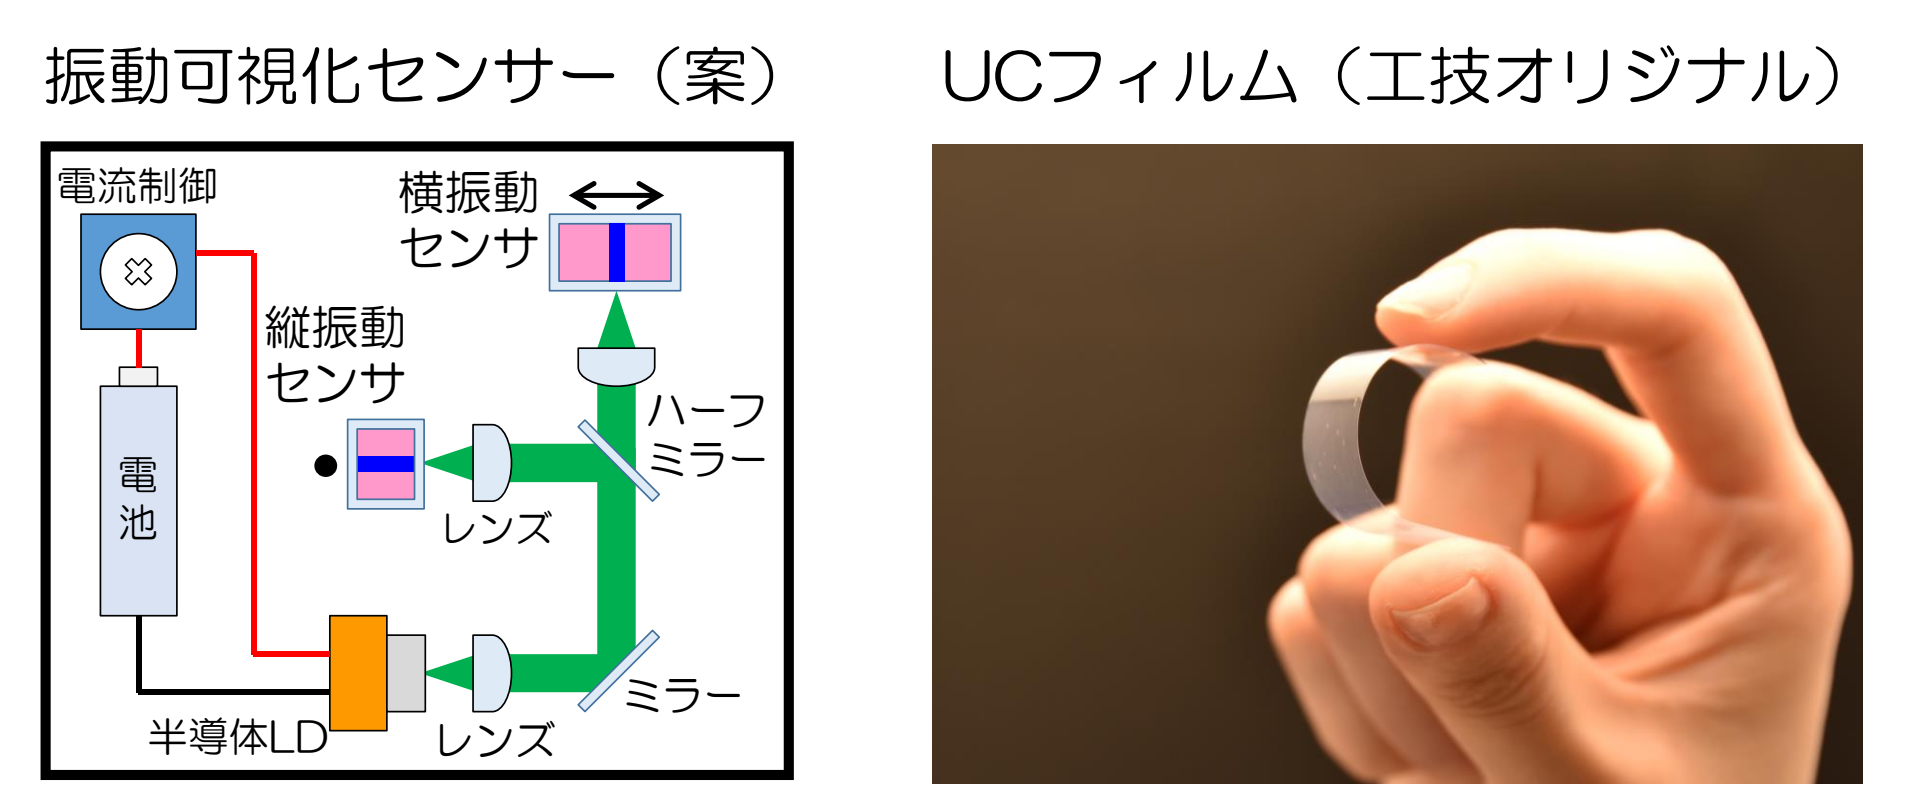 振動可視化センサー（案）
UCフィルム（工技オリジナル）
電流制御
横振動
センサ
縦振動
センサ
ハーフ
ミラー
電
池
レンズ
ミラー
半導体LD
レンズ